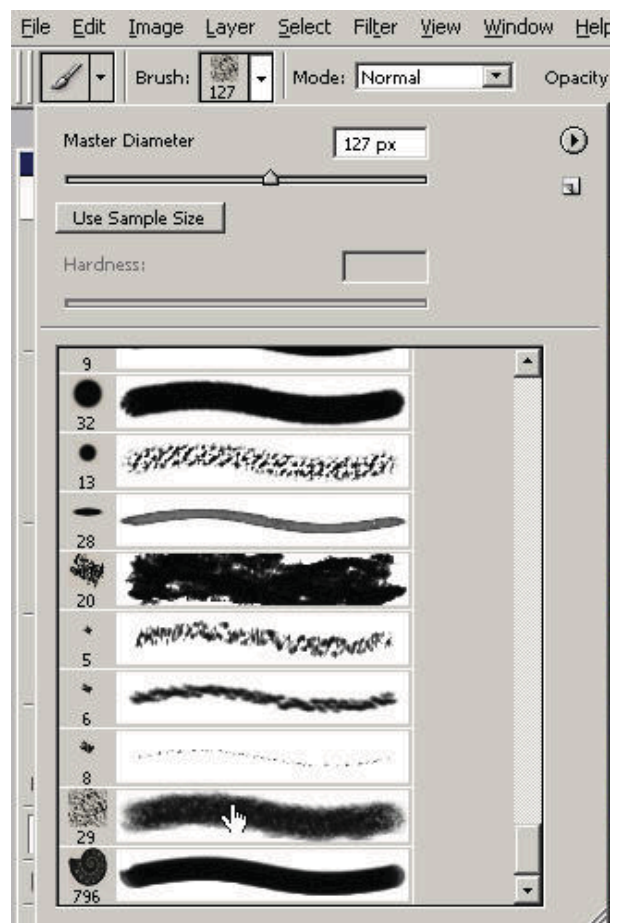 File Edit Image Layer Select Filter View Window Help
Brush: 127 Mode: Normal Opacity
Master Diameter 127 px
Use Sample Size
Hardness:
9
32
13
28
20
5
6
8
29
796